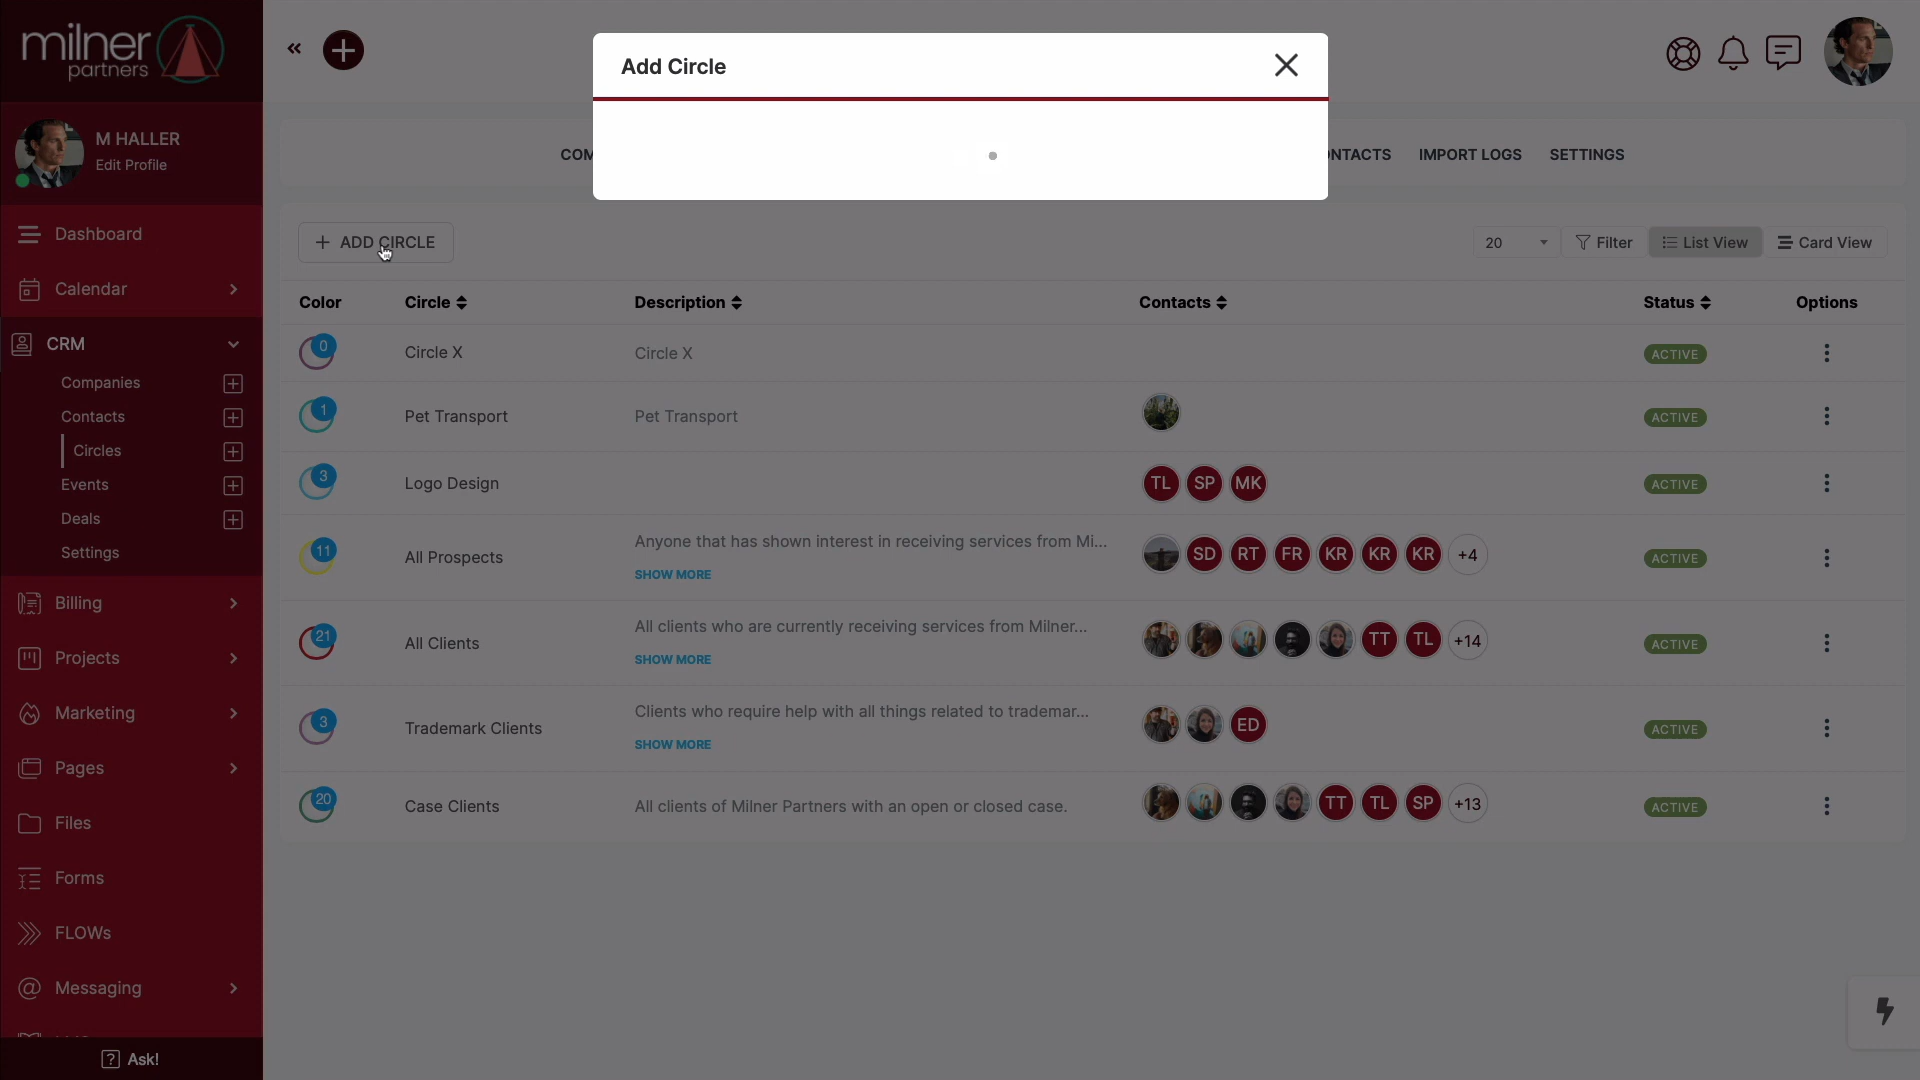 milner
partners
Add Circle
M HALLER
Edit Profile
IMPORT LOGS
SETTINGS
Dashboard
+ ADD CIRCLE
20
Filter
List View
Card View
Calendar
Color
Circle
Description
Contacts
Status
Options
CRM
0
Circle X
Circle X
ACTIVE
Companies
Contacts
1
Pet Transport
Pet Transport
ACTIVE
Circles
Events
3
Logo Design
TL
SP
MK
ACTIVE
Deals
Settings
11
All Prospects
Anyone that has shown interest in receiving services from Mi...
SHOW MORE
SD
RT
FR
KR
KR
KR
+4
ACTIVE
Billing
21
All Clients
All clients who are currently receiving services from Milner...
SHOW MORE
TT
TL
+14
ACTIVE
Projects
Marketing
3
Trademark Clients
Clients who require help with all things related to trademar...
SHOW MORE
ED
ACTIVE
Pages
20
Case Clients
All clients of Milner Partners with an open or closed case.
TT
TL
SP
+13
ACTIVE
Files
Forms
FLOWs
@ Messaging
? Ask!